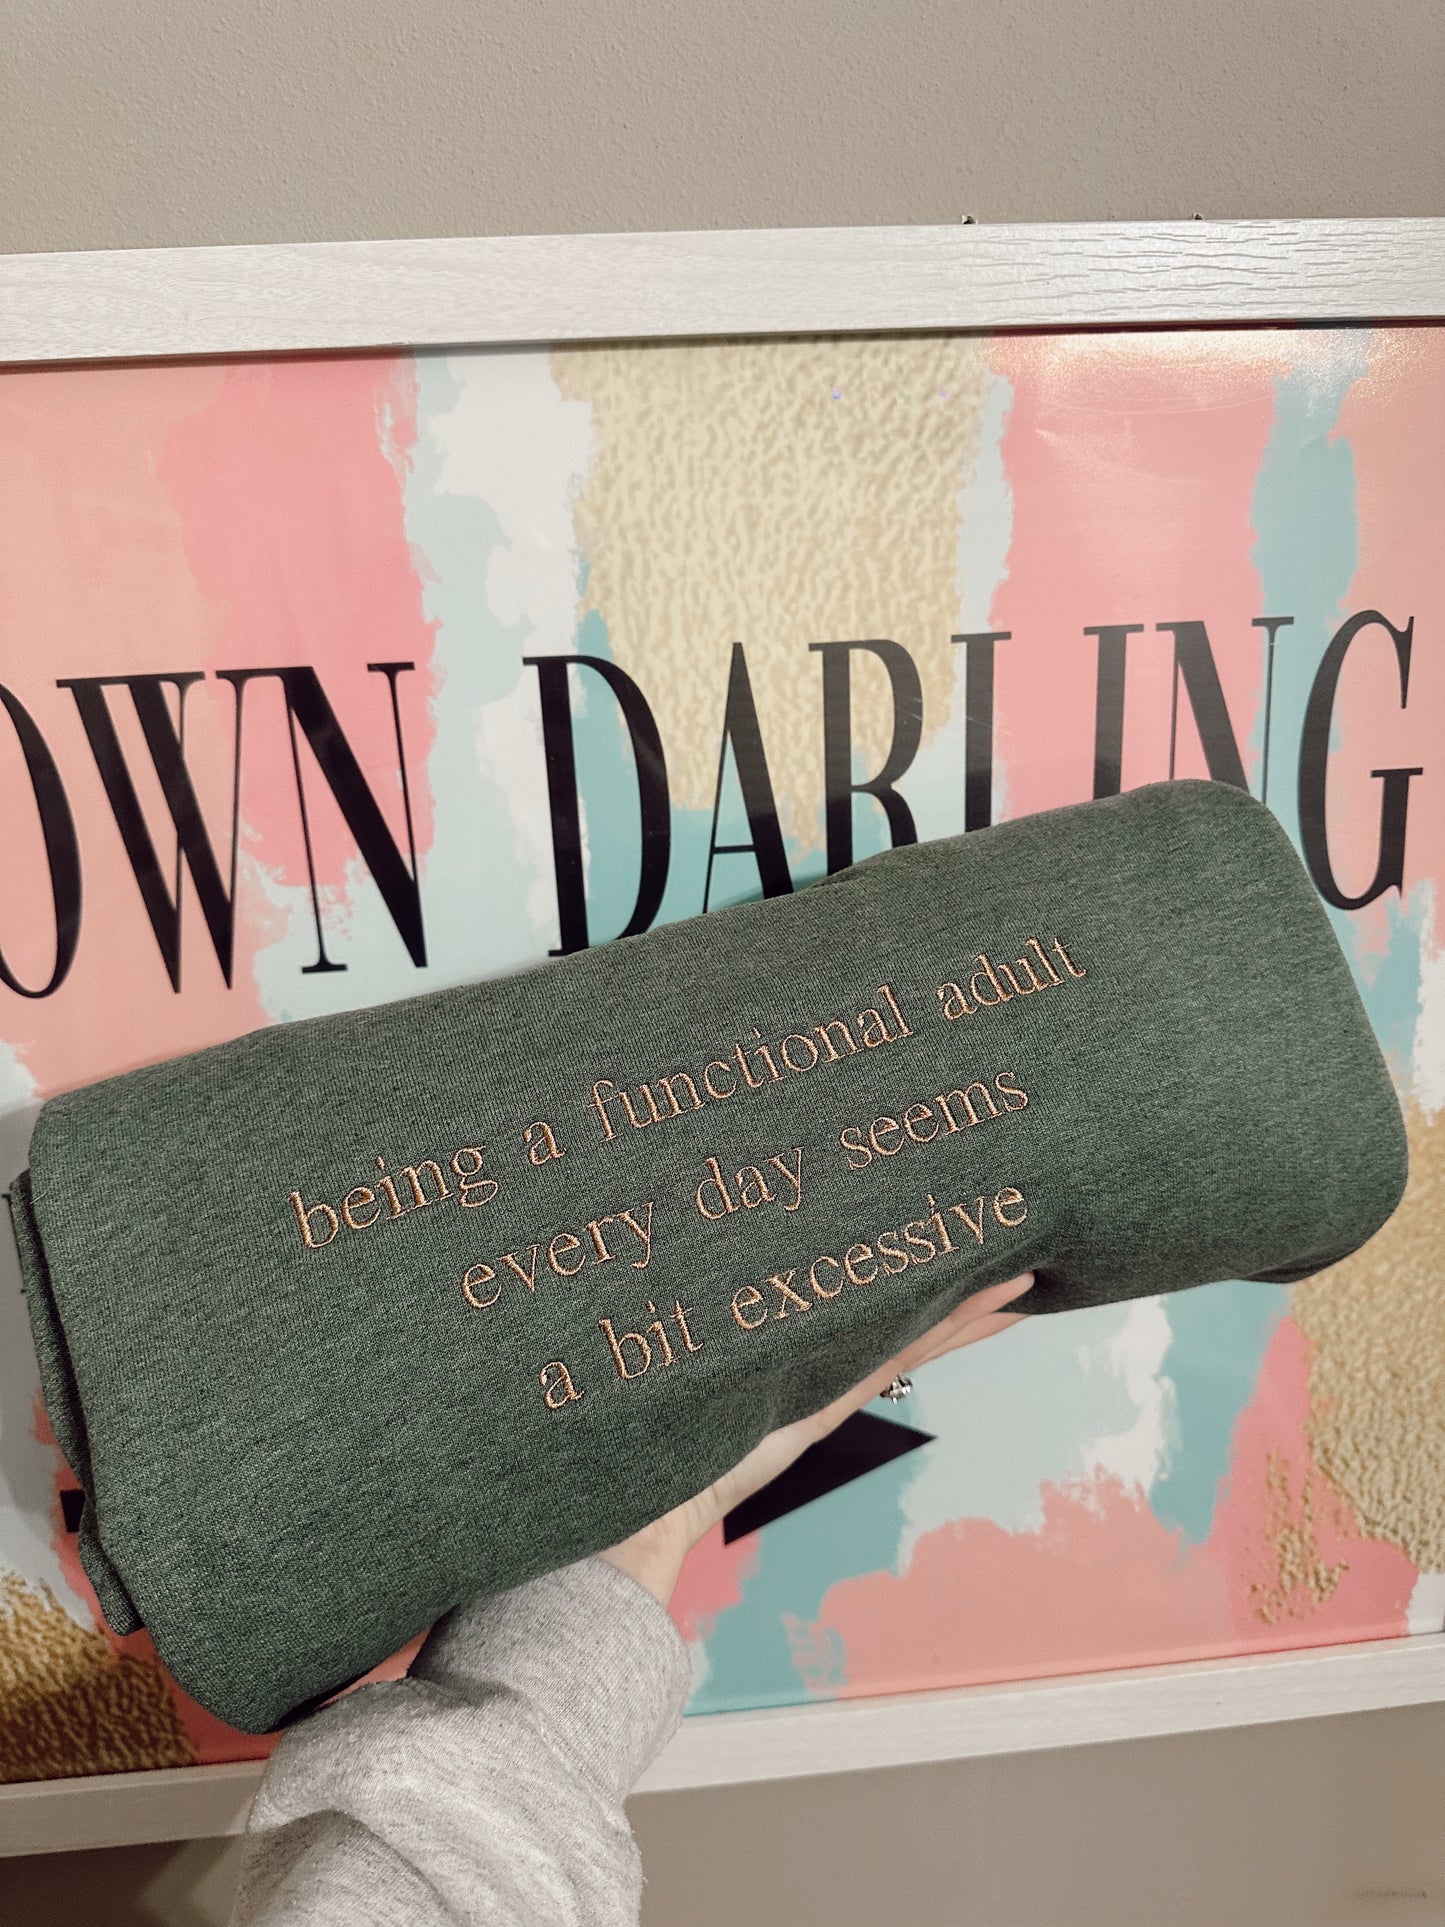 OWN DARLING
being a functional adult
every day seems
a bit excessive